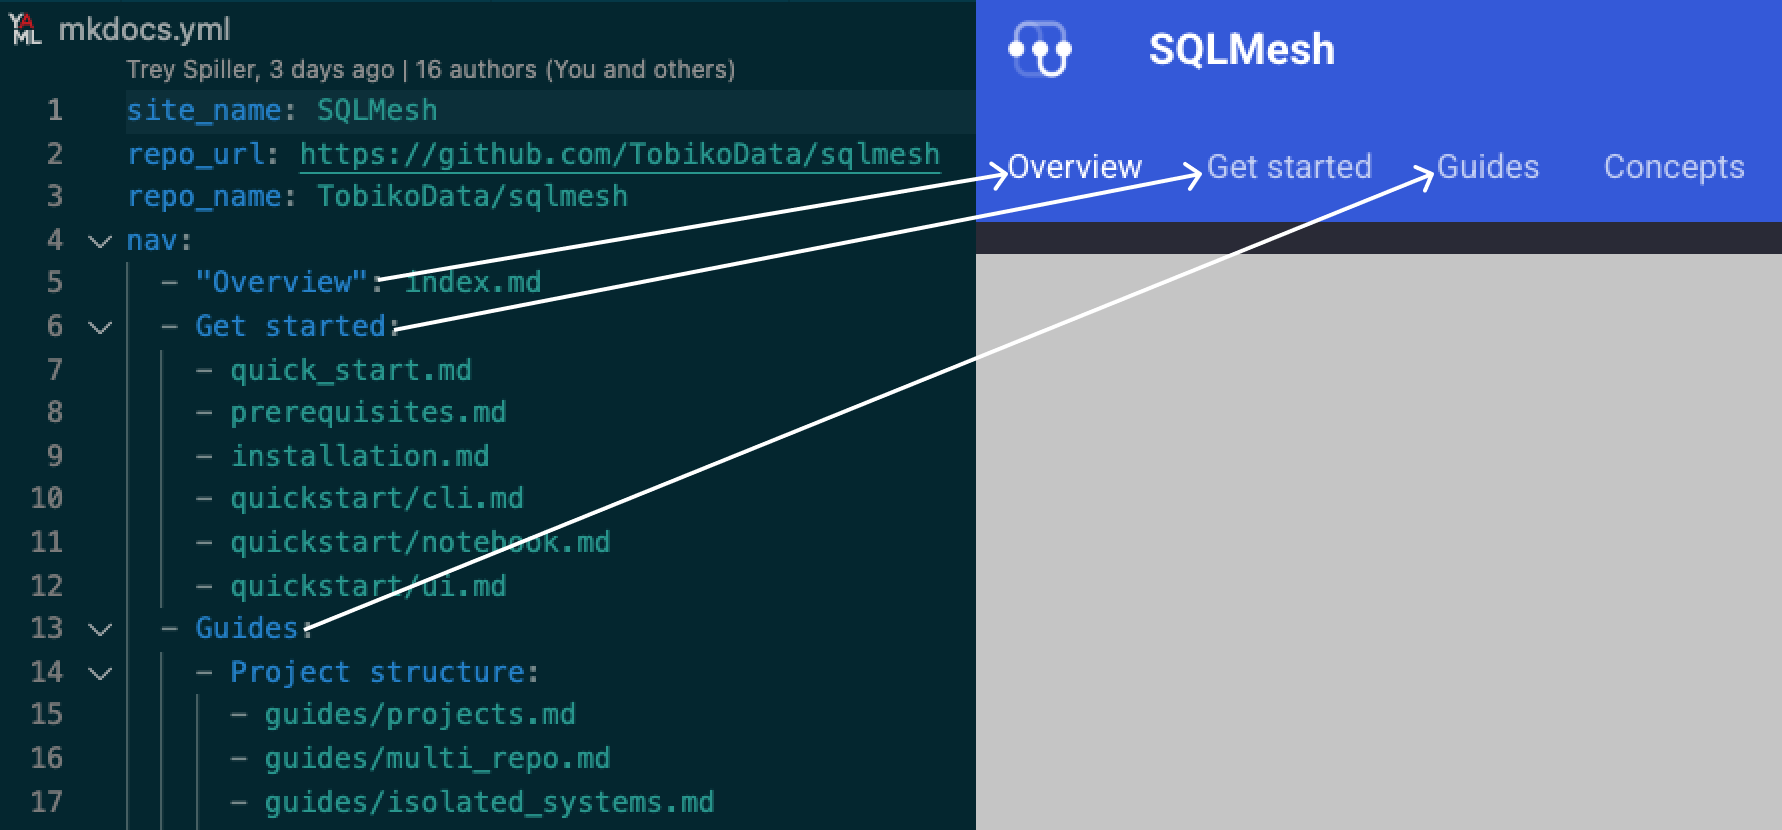 YAML mkdocs.yml
Trey Spiller, 3 days ago | 16 authors (You and others)
1 site_name: SQLMesh
2 repo_url: https://github.com/TobikoData/sqlmesh
3 repo_name: TobikoData/sqlmesh
4 nav:
5 - "Overview": index.md
6 - Get started:
7 - quick_start.md
8 - prerequisites.md
9 - installation.md
10 - quickstart/cli.md
11 - quickstart/notebook.md
12 - quickstart/ui.md
13 - Guides:
14 - Project structure:
15 - guides/projects.md
16 - guides/multi_repo.md
17 - guides/isolated_systems.md
SQLMesh
Overview Get started Guides Concepts